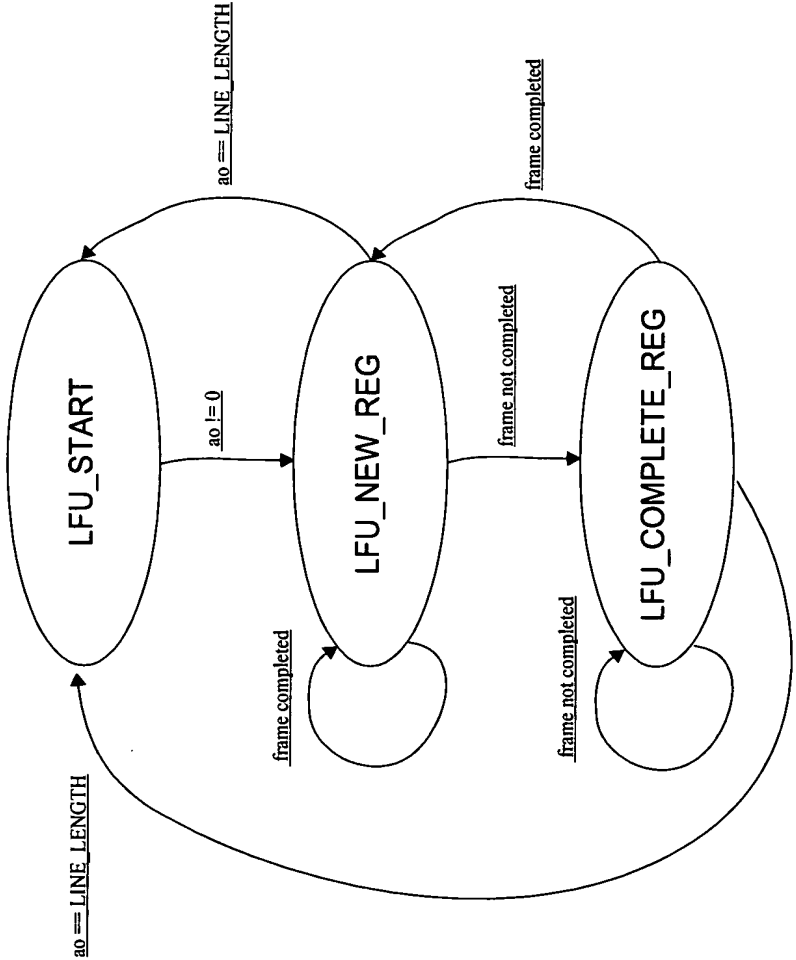 ao == LINE_LENGTH
LFU_START
ao != 0
ao == LINE_LENGTH
frame completed
LFU_NEW_REG
frame not completed
frame completed
frame not completed
LFU_COMPLETE_REG